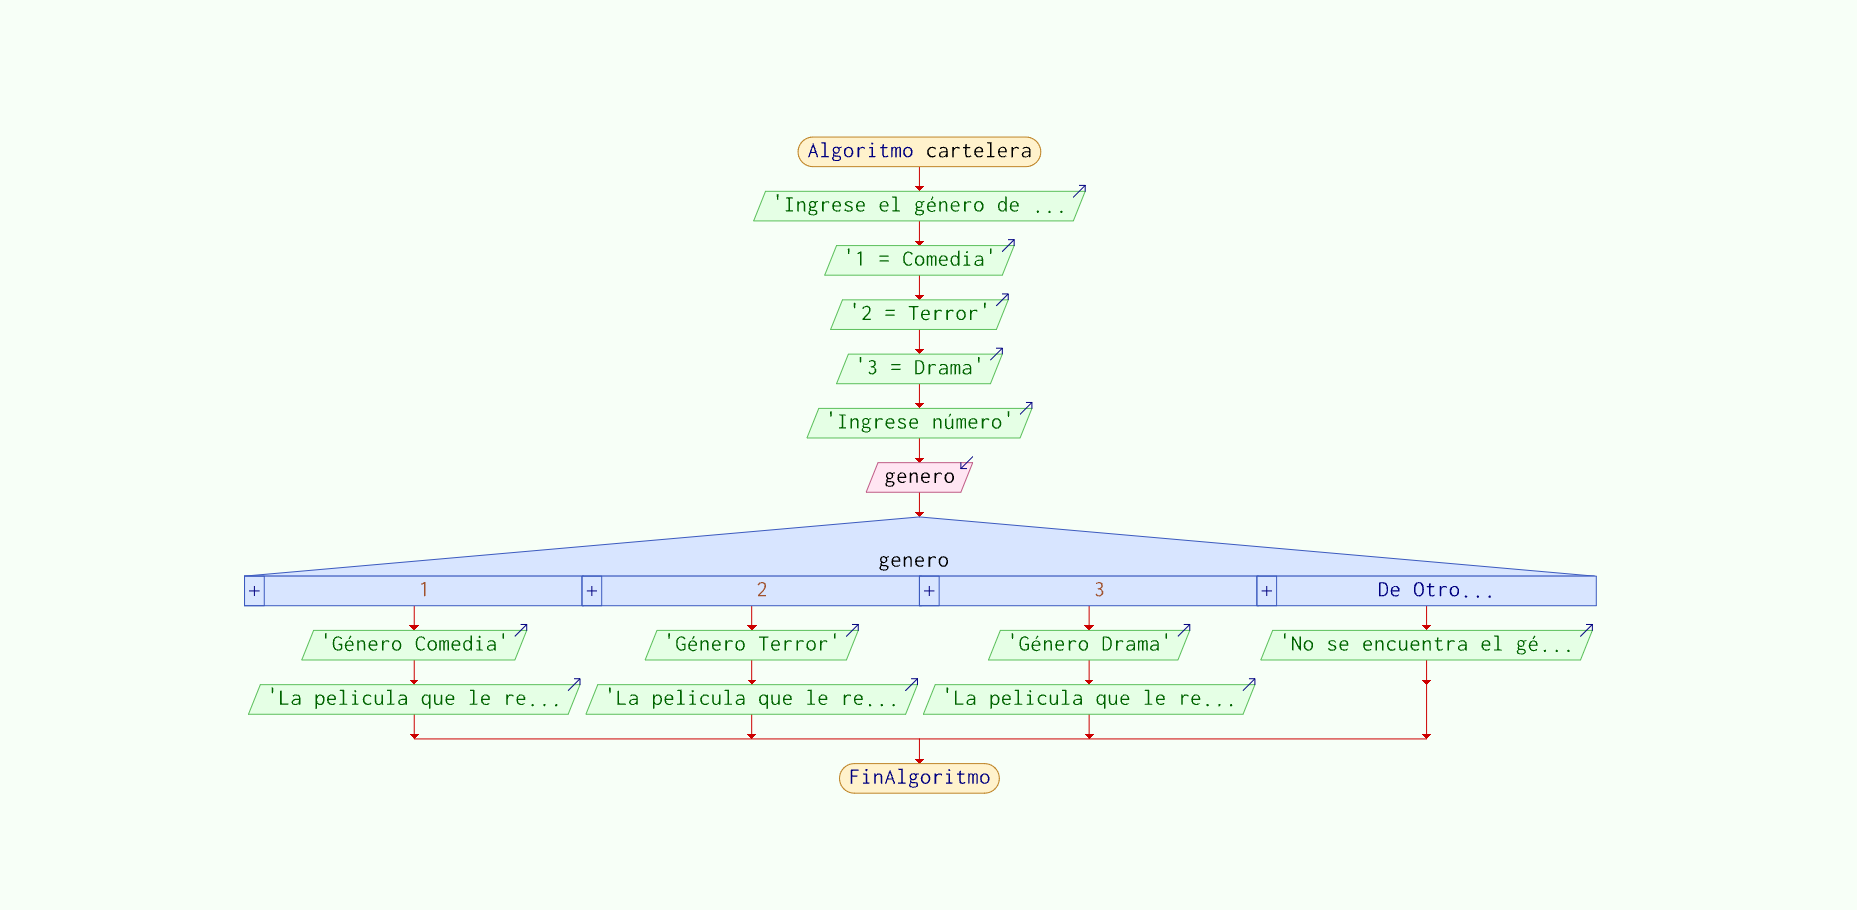 Algoritmo cartelera
'Ingrese el género de ...
'1 = Comedia'
'2 = Terror'
'3 = Drama'
'Ingrese número'
genero
genero
+ 1 + 2 + 3 + De Otro...
'Género Comedia' 'Género Terror' 'Género Drama' 'No se encuentra el gé...
'La pelicula que le re... 'La pelicula que le re... 'La pelicula que le re...
FinAlgoritmo